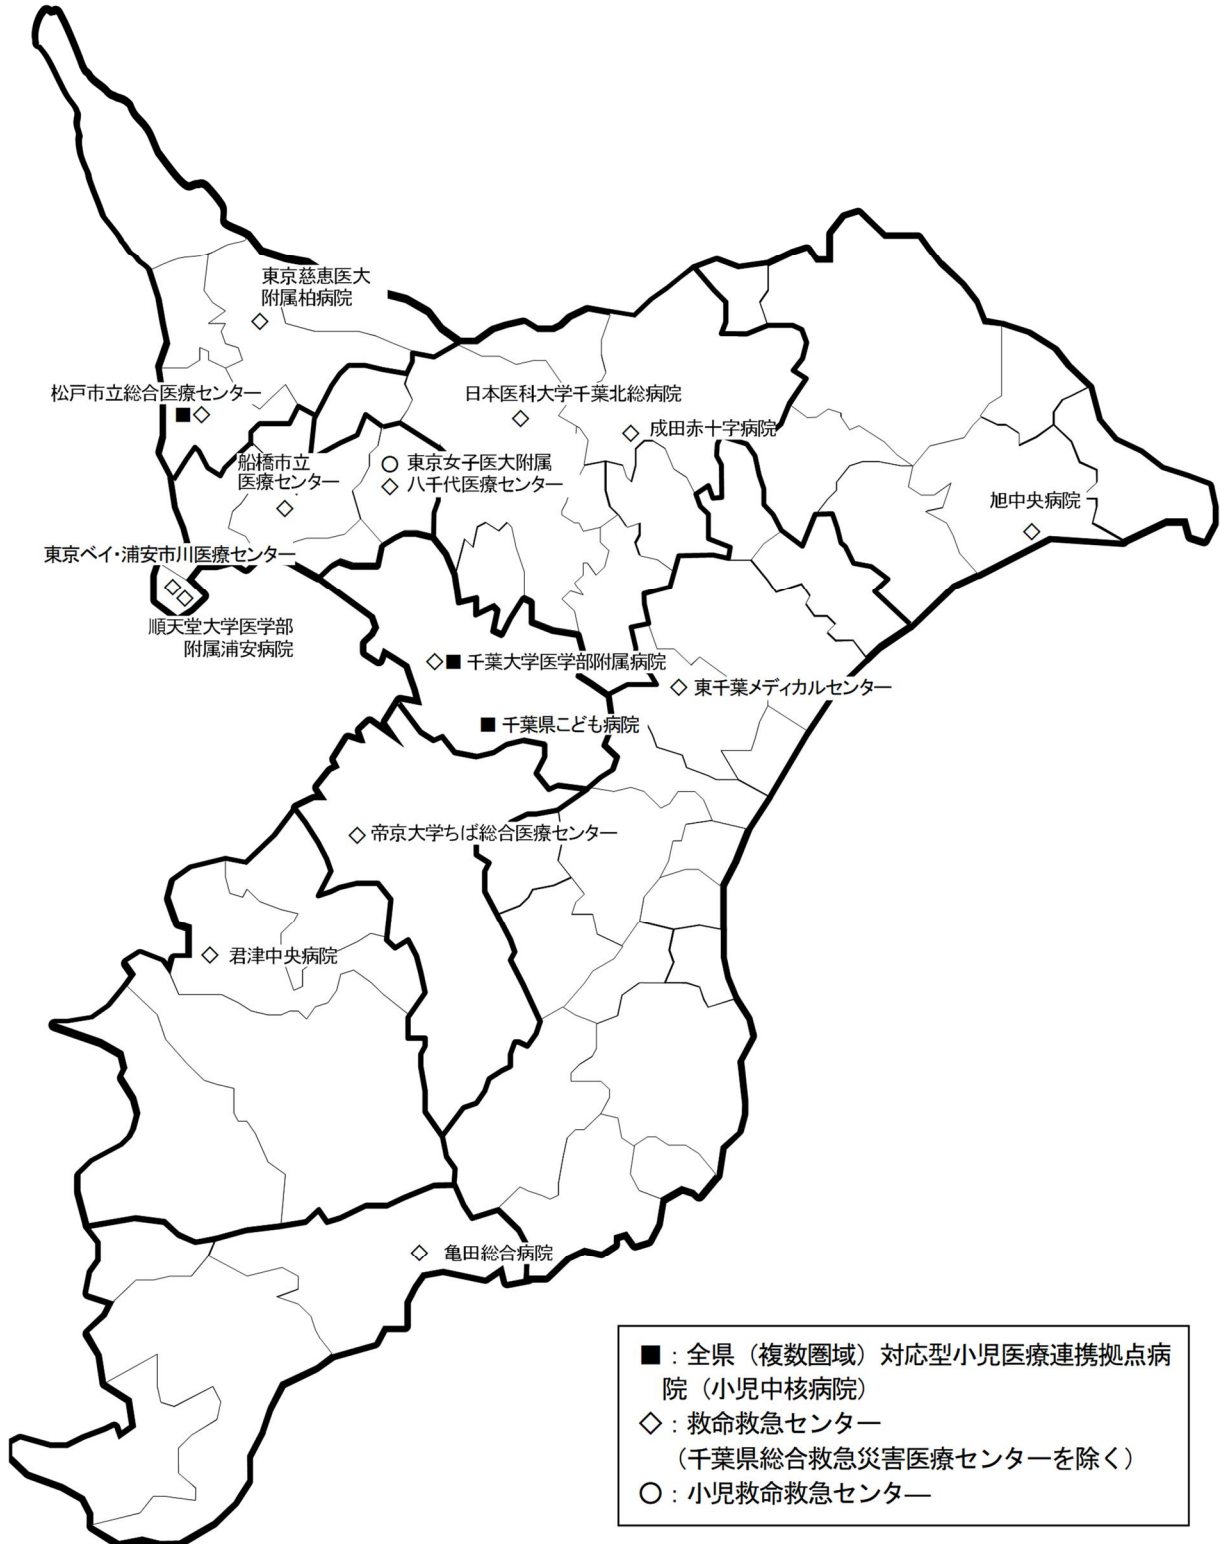 東京慈恵医大
附属柏病院
◇
松戸市立総合医療センター
■◇
日本医科大学千葉北総病院
◇
◇ 成田赤十字病院
船橋市立
医療センター
◇
○ 東京女子医大附属
◇ 八千代医療センター
旭中央病院
◇
東京ベイ・浦安市川医療センター
◇
◇
順天堂大学医学部
附属浦安病院
◇■ 千葉大学医学部附属病院
◇ 東千葉メディカルセンター
■ 千葉県こども病院
◇ 帝京大学ちば総合医療センター
◇ 君津中央病院
◇ 亀田総合病院
■：全県（複数圏域）対応型小児医療連携拠点病
院（小児中核病院）
◇：救命救急センター
（千葉県総合救急災害医療センターを除く）
○：小児救命救急センター